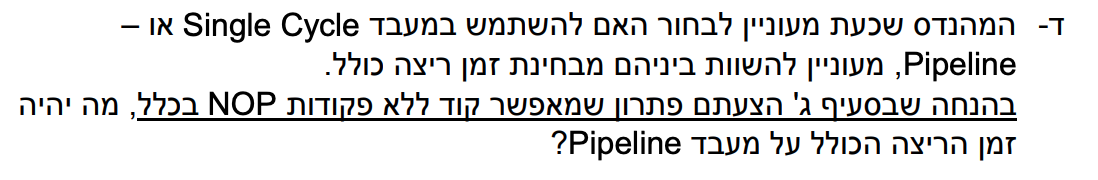 ד- המהנדס שכעת מעוניין לבחור האם להשתמש במעבד Single Cycle או –
Pipeline, מעוניין להשוות ביניהם מבחינת זמן ריצה כולל.
בהנחה שבסעיף ג' הצעתם פתרון שמאפשר קוד ללא פקודות NOP בכלל, מה יהיה
זמן הריצה הכולל על מעבד Pipeline?